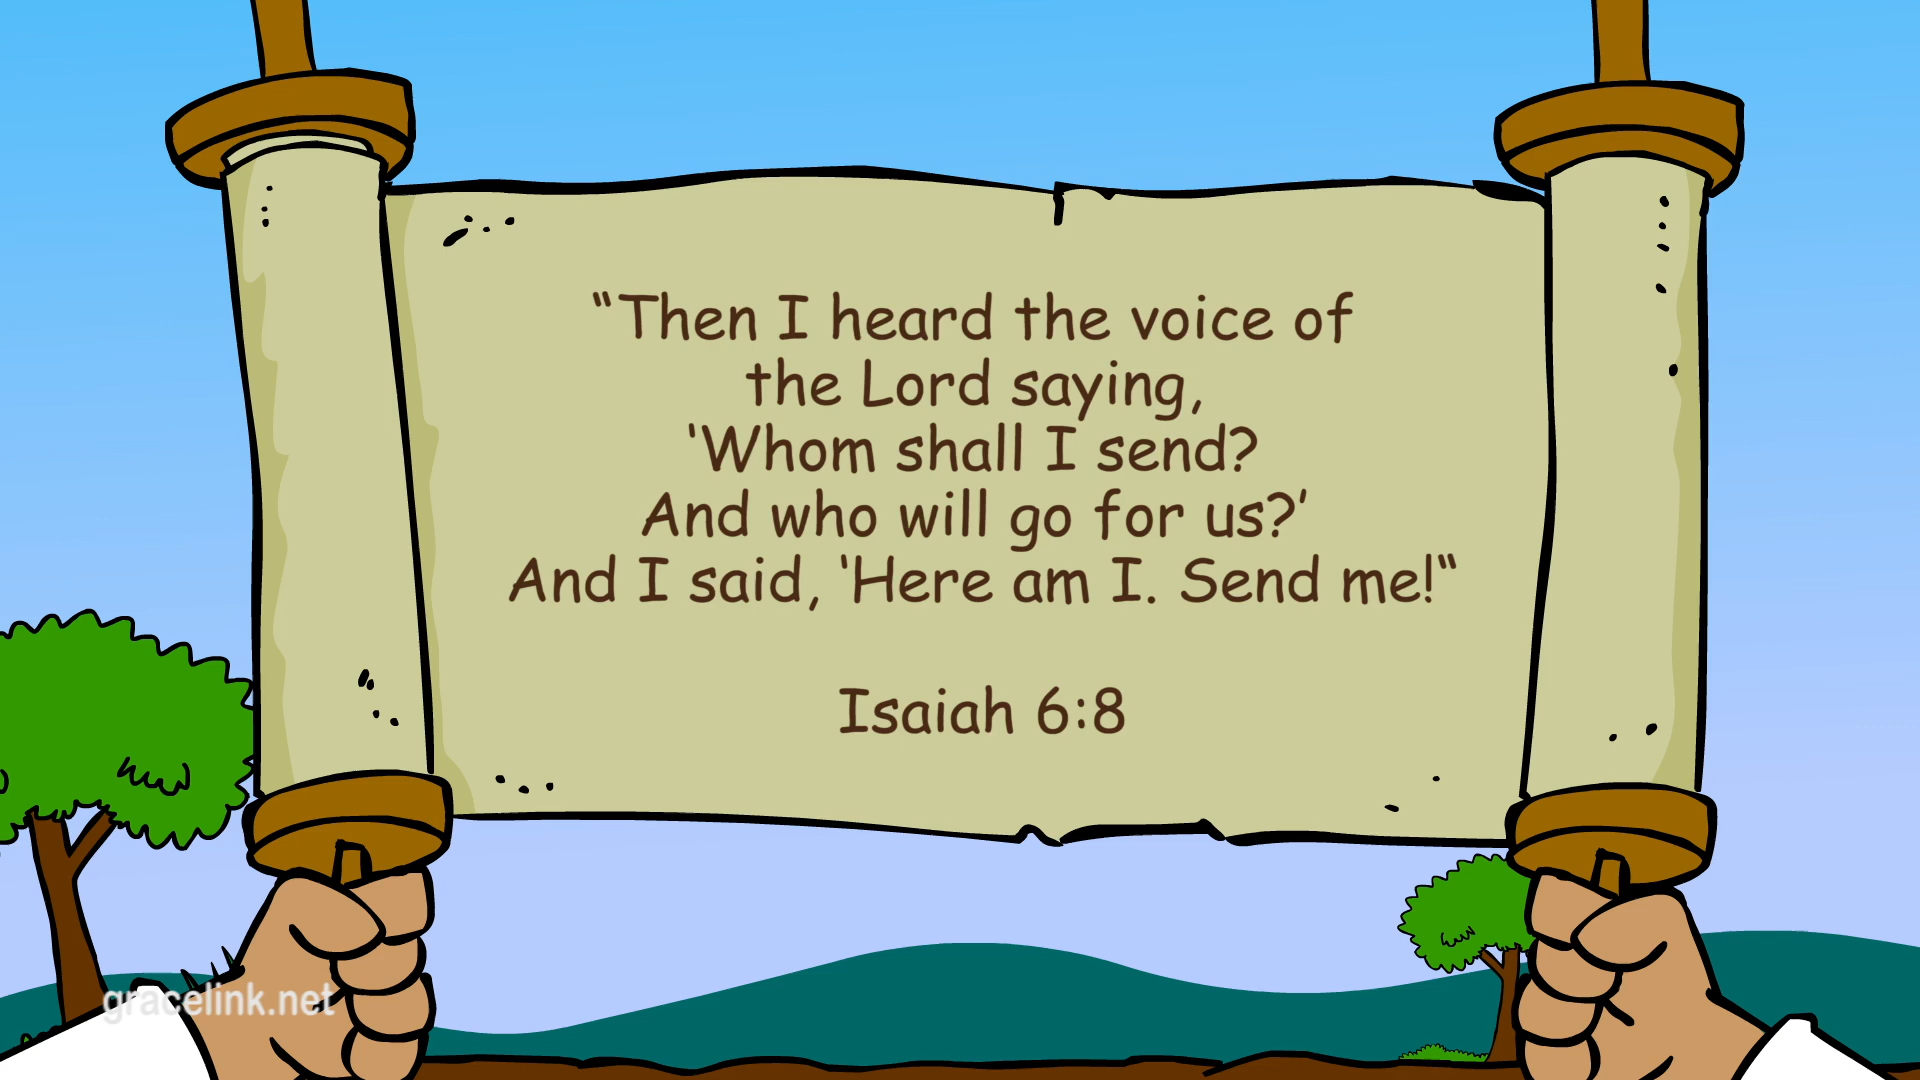 “Then I heard the voice of
the Lord saying,
‘Whom shall I send?
And who will go for us?’
And I said, ‘Here am I. Send me!“
Isaiah 6:8
gracelink.net